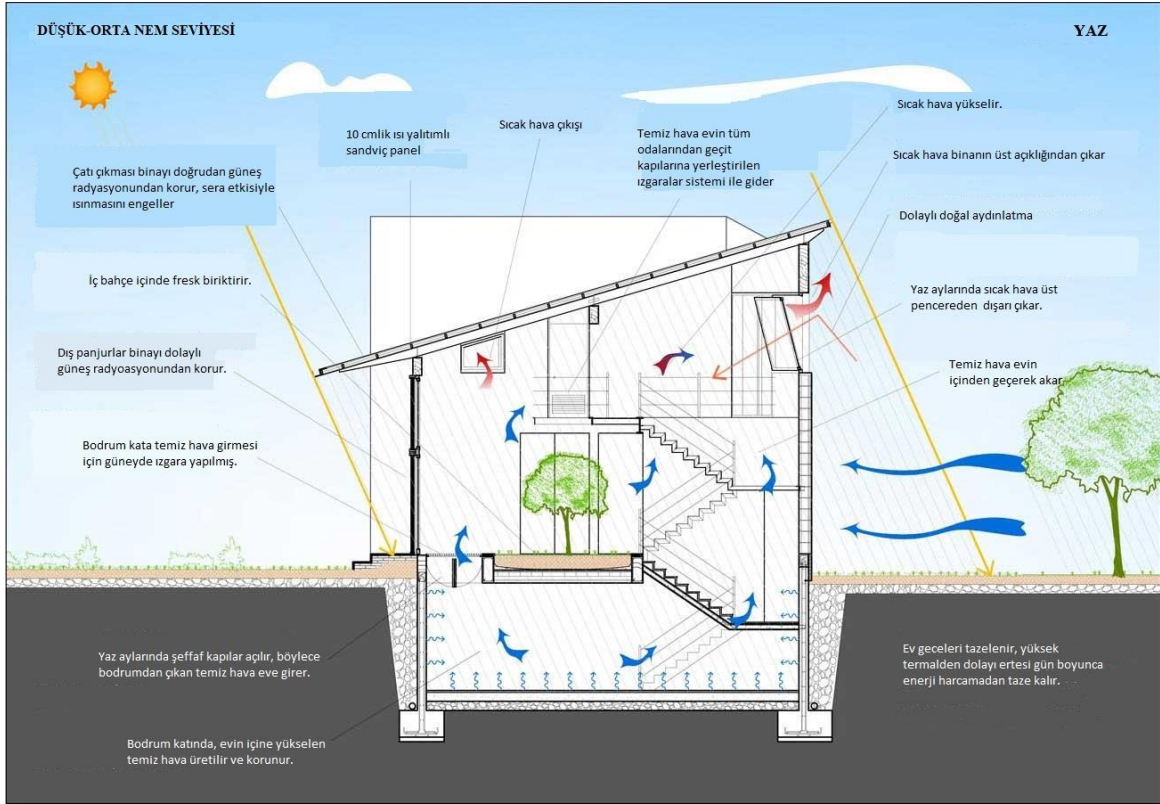 DÜŞÜK-ORTA NEM SEVİYESİ
YAZ
Çatı çıkması binayı doğrudan güneş
radyasyonundan korur, sera etkisiyle
ısınmasını engeller
10 cmlik ısı yalıtımlı
sandviç panel
Sıcak hava çıkışı
Temiz hava evin tüm
odalarından geçit
kapılarına yerleştirilen
ızgaralar sistemi ile gider
Sıcak hava yükselir.
Sıcak hava binanın üst açıklığından çıkar
Dolaylı doğal aydınlatma
Yaz aylarında sıcak hava üst
pencereden dışarı çıkar.
Temiz hava evin
içinden geçerek akar.
İç bahçe içinde fresk biriktirir.
Dış panjurlar binayı dolaylı
güneş radyoasyonundan korur.
Bodrum kata temiz hava girmesi
için güneyde ızgara yapılmış.
Yaz aylarında şeffaf kapılar açılır, böylece
bodrumdan çıkan temiz hava eve girer.
Bodrum katında, evin içine yükselen
temiz hava üretilir ve korunur.
Ev geceleri tazelenir, yüksek
termalden dolayı ertesi gün boyunca
enerji harcamadan taze kalır.